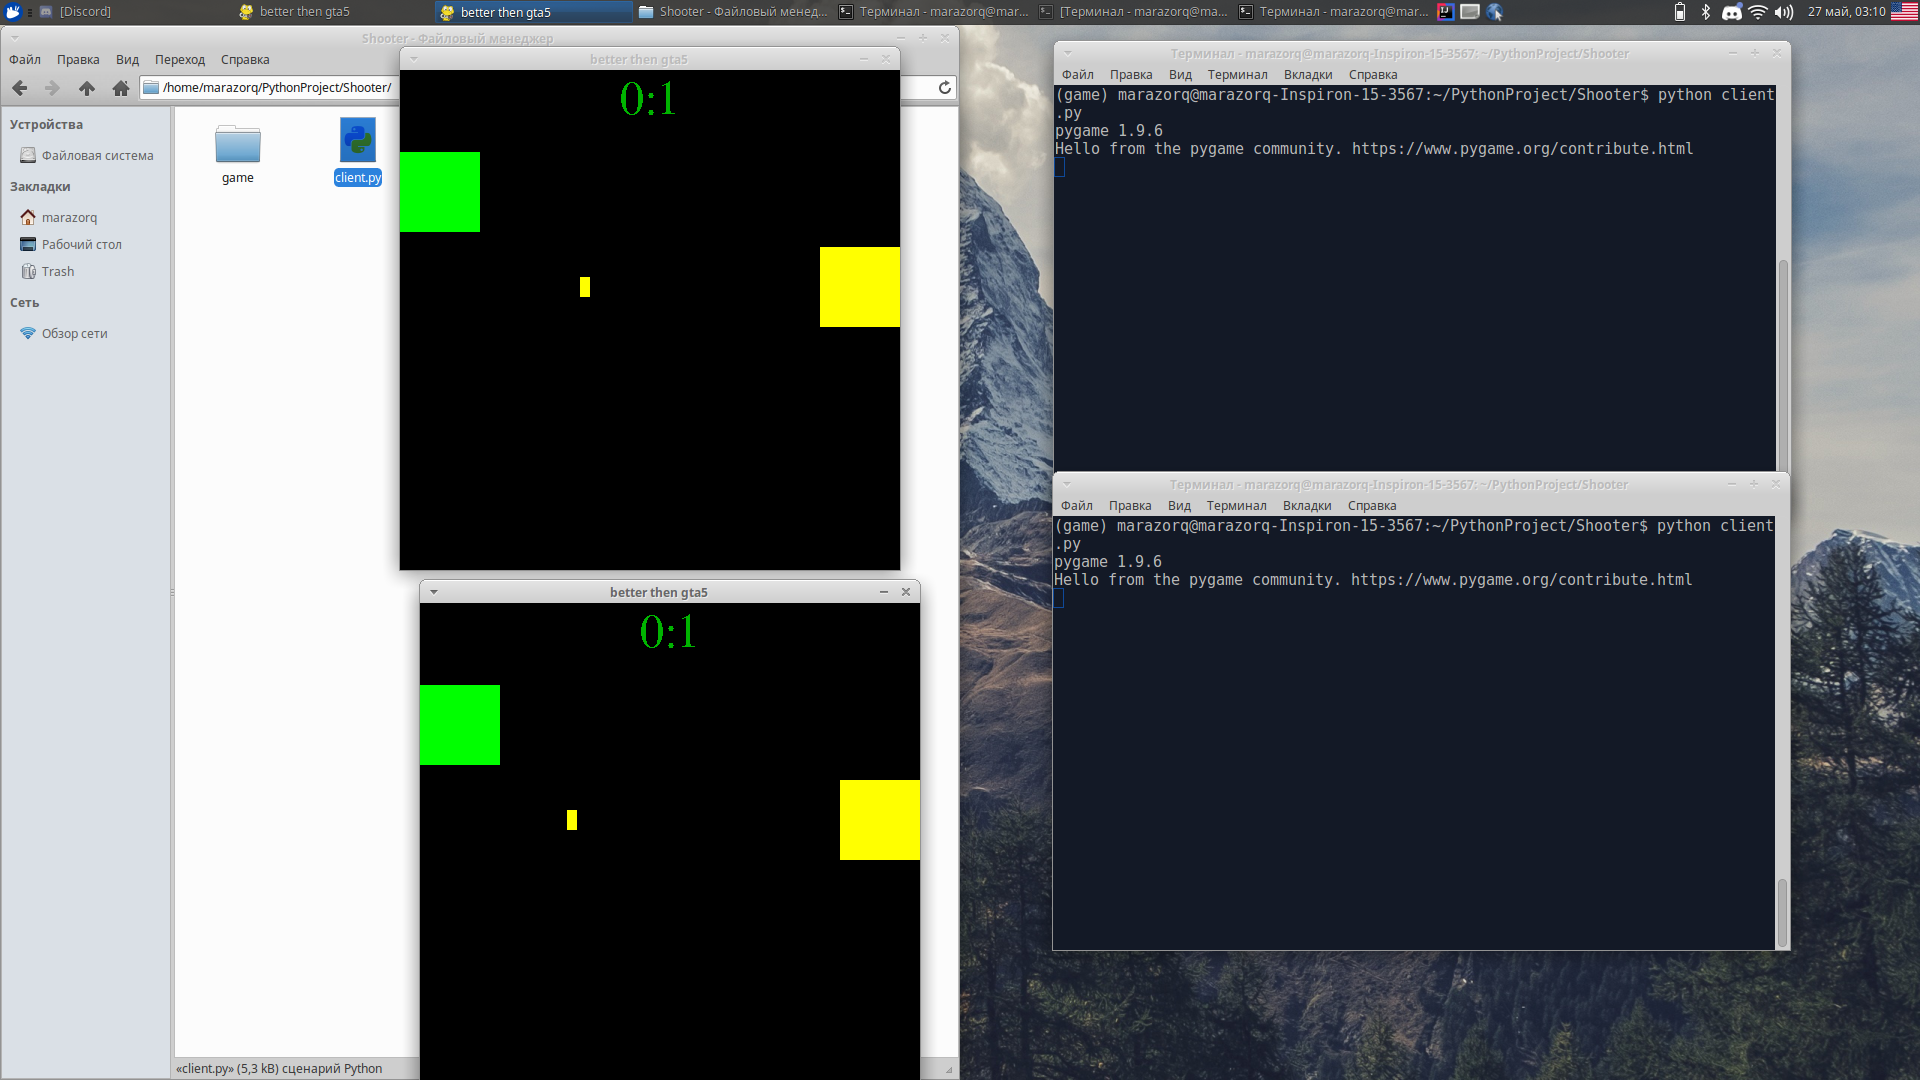 [Discord]
better then gta5
better then gta5
Shooter - Файловый менед...
Терминал - marazorq@mar...
[Терминал - marazorq@ma...
Терминал - marazorq@mar...
27 май, 03:10
Shooter - Файловый менеджер
Файл Правка Вид Переход Справка
/home/marazorq/PythonProject/Shooter/
Устройства
Файловая система
Закладки
marazorq
Рабочий стол
Trash
Сеть
Обзор сети
game
client.py
«client.py» (5,3 kB) сценарий Python
better then gta5
0:1
better then gta5
0:1
Терминал - marazorq@marazorq-Inspiron-15-3567: ~/PythonProject/Shooter
Файл Правка Вид Терминал Вкладки Справка
(game) marazorq@marazorq-Inspiron-15-3567:~/PythonProject/Shooter$ python client
.py
pygame 1.9.6
Hello from the pygame community. https://www.pygame.org/contribute.html
Терминал - marazorq@marazorq-Inspiron-15-3567: ~/PythonProject/Shooter
Файл Правка Вид Терминал Вкладки Справка
(game) marazorq@marazorq-Inspiron-15-3567:~/PythonProject/Shooter$ python client
.py
pygame 1.9.6
Hello from the pygame community. https://www.pygame.org/contribute.html